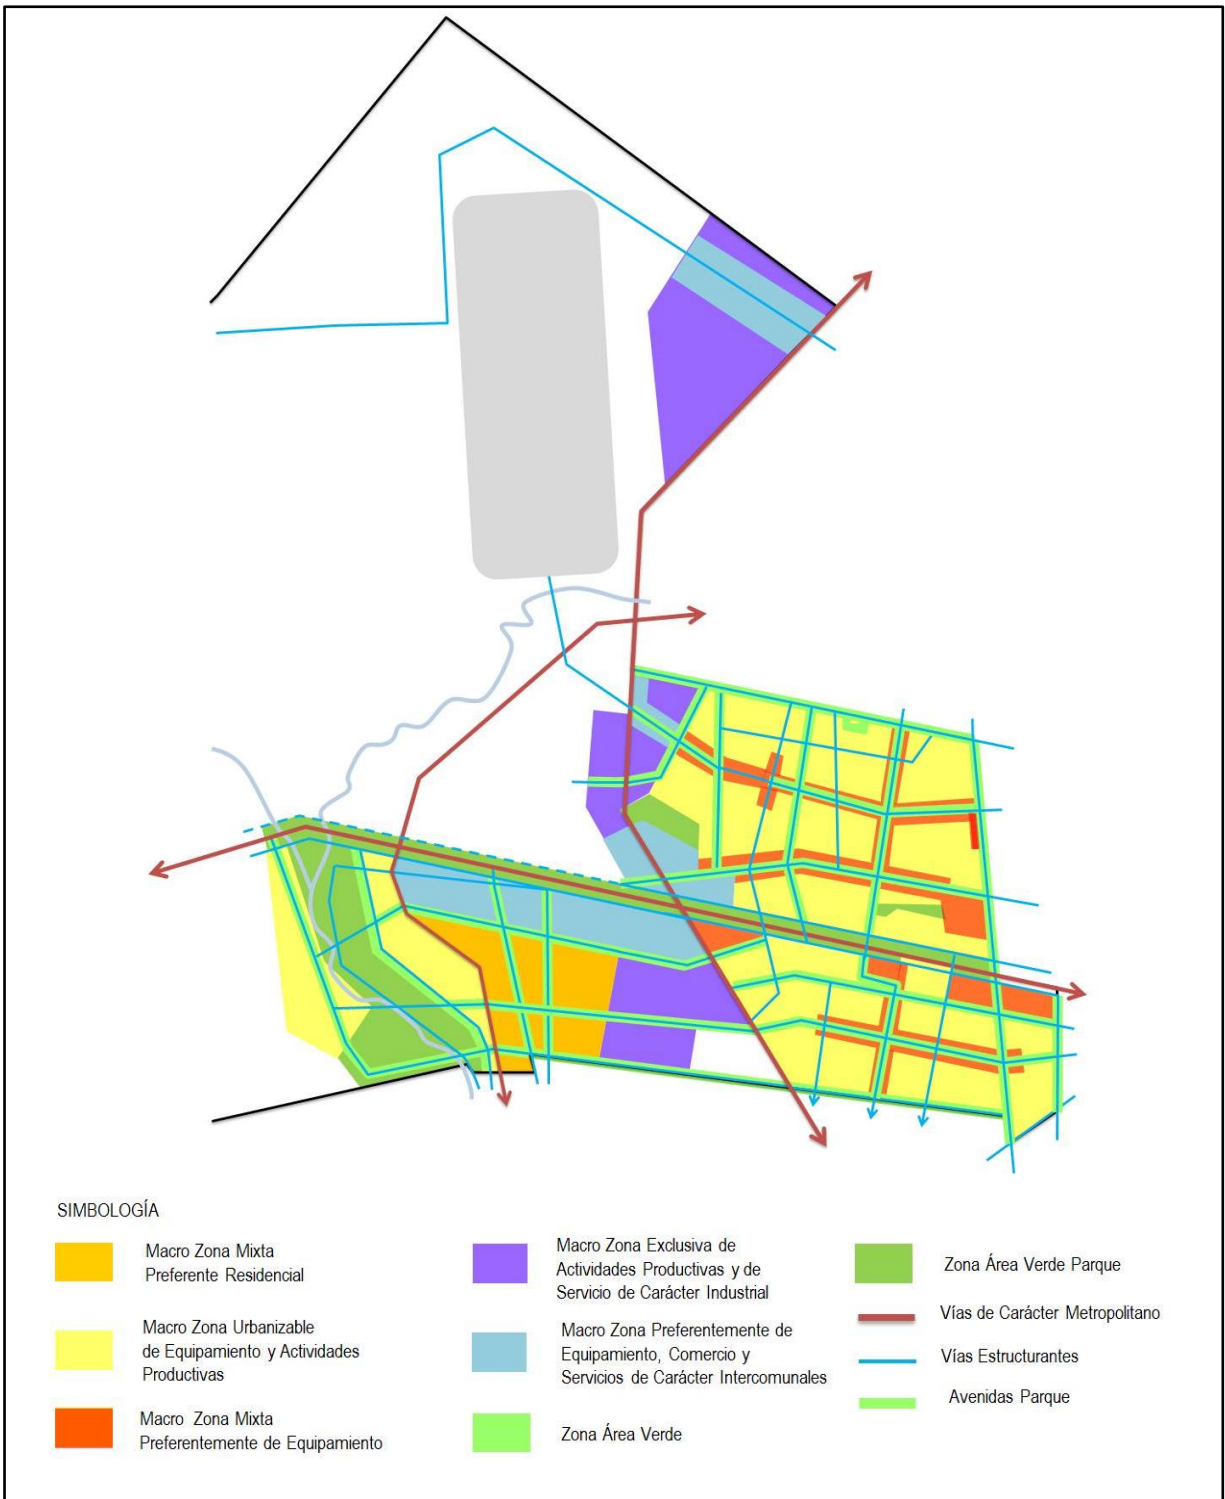 SIMBOLOGÍA
Macro Zona Mixta
Preferente Residencial
Macro Zona Urbanizable
de Equipamiento y Actividades
Productivas
Macro Zona Mixta
Preferentemente de Equipamiento
Macro Zona Exclusiva de
Actividades Productivas y de
Servicio de Carácter Industrial
Macro Zona Preferentemente de
Equipamiento, Comercio y
Servicios de Carácter Intercomunales
Zona Área Verde
Zona Área Verde Parque
Vías de Carácter Metropolitano
Vías Estructurantes
Avenidas Parque